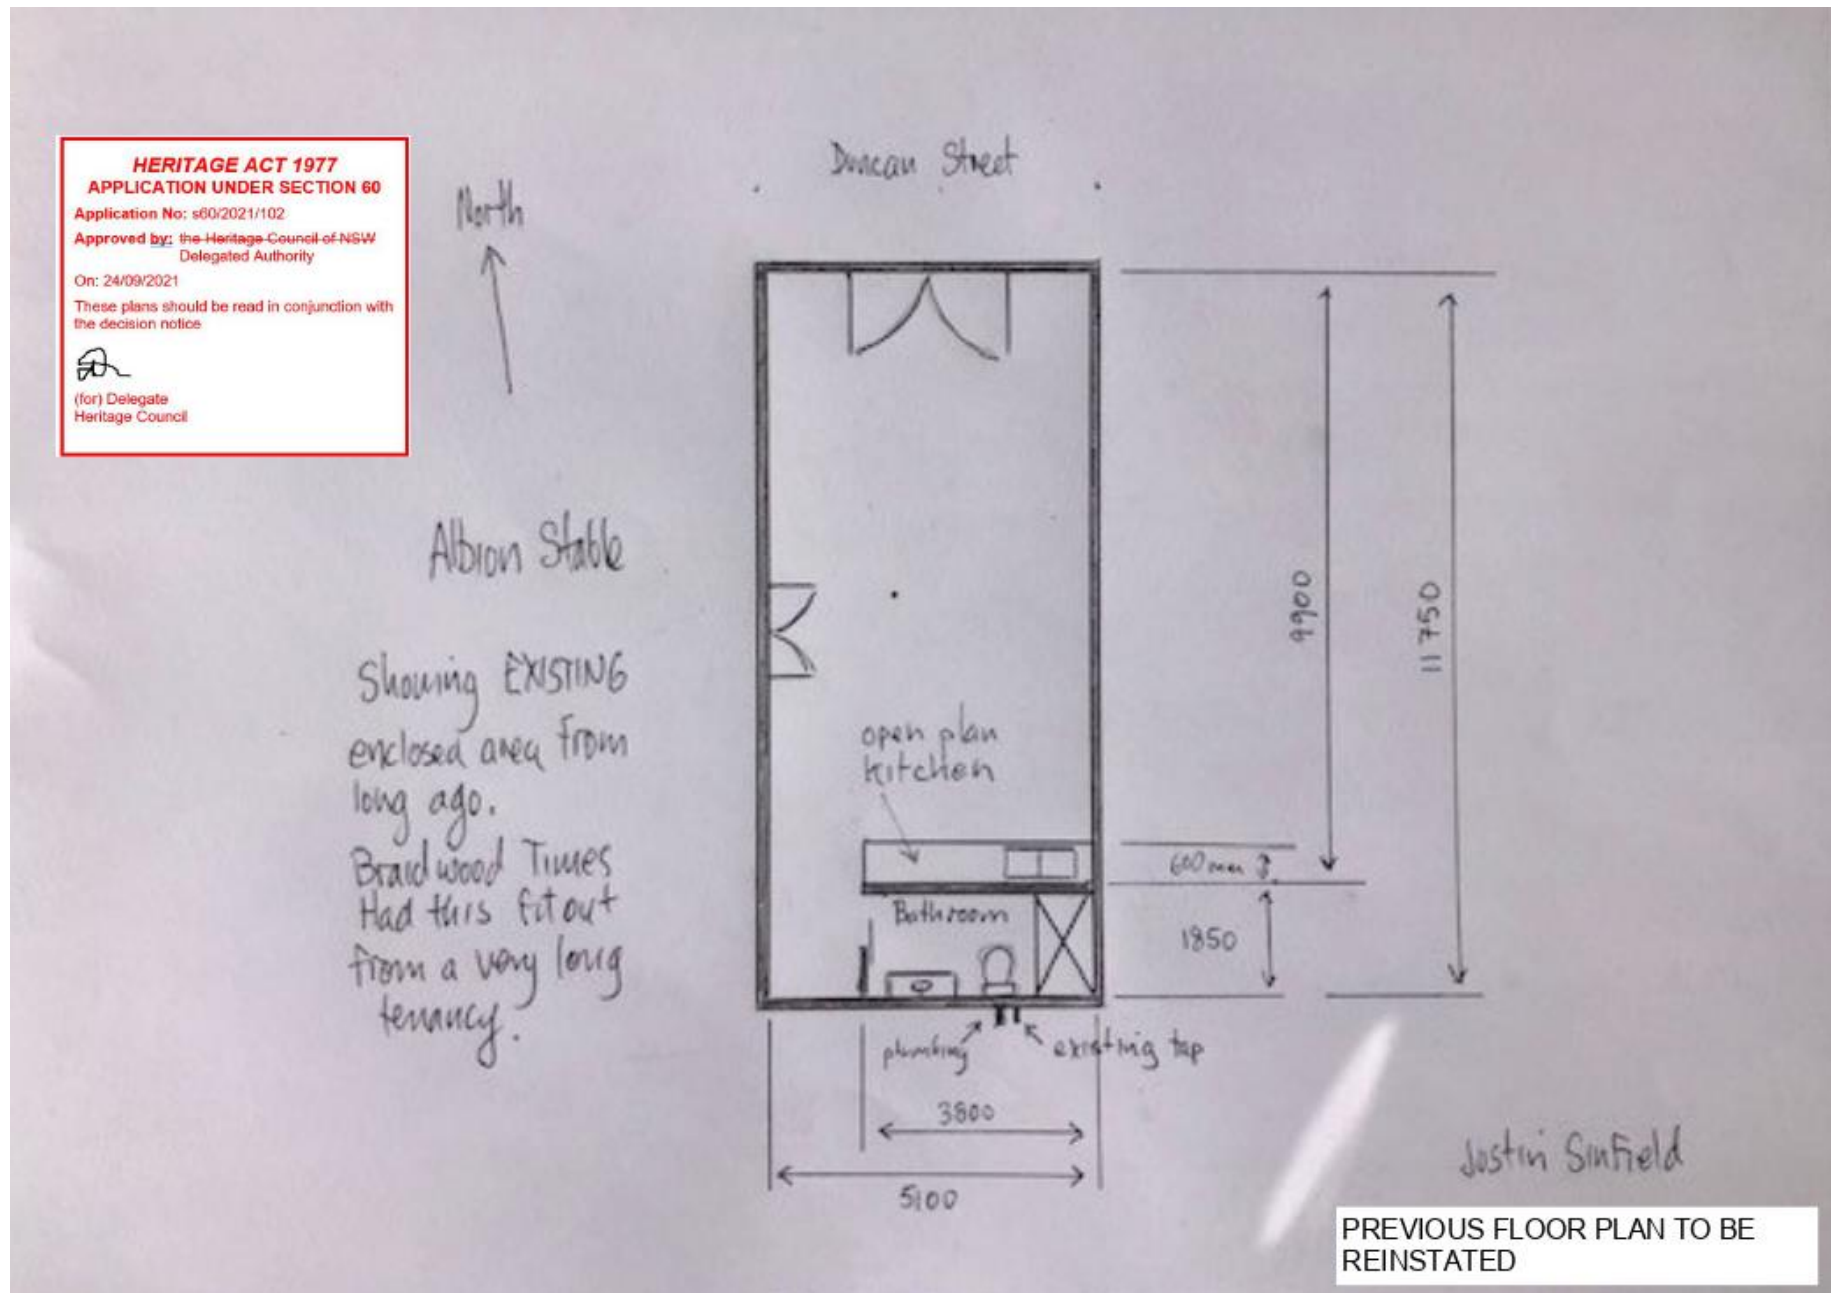 HERITAGE ACT 1977
APPLICATION UNDER SECTION 60
Application No: s60/2021/102
Approved by: the Heritage Council of NSW
Delegated Authority
On: 24/09/2021
These plans should be read in conjunction with
the decision notice
(for) Delegate
Heritage Council
North
Duncan Street
Albion Stable
Showing EXISTING
enclosed area from
long ago.
Braidwood Times
Had this fitout
from a very long
tenancy.
open plan
kitchen
Bathroom
plumbing
existing tap
9900
11750
600mm
1850
3800
5100
Justin Sinfield
PREVIOUS FLOOR PLAN TO BE
REINSTATED